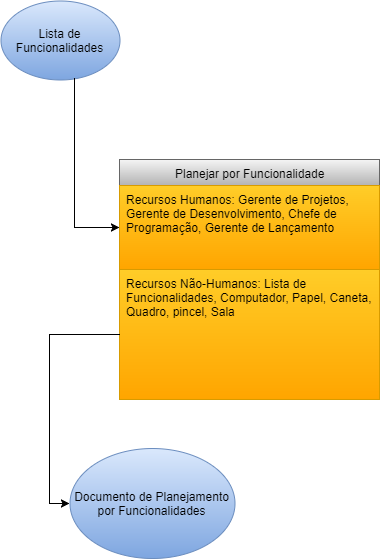 Lista de
Funcionalidades
Planejar por Funcionalidade
Recursos Humanos: Gerente de Projetos,
Gerente de Desenvolvimento, Chefe de
Programação, Gerente de Lançamento
Recursos Não-Humanos: Lista de
Funcionalidades, Computador, Papel, Caneta,
Quadro, pincel, Sala
Documento de Planejamento
por Funcionalidades